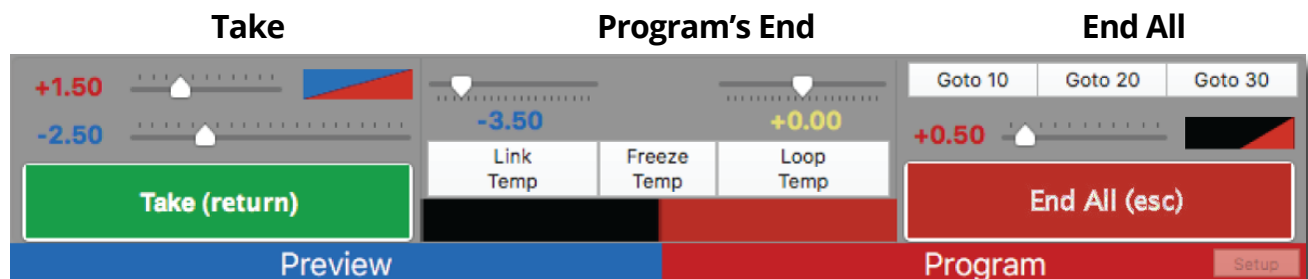 Take Program's End End All
+1.50
-2.50
Take (return)
-3.50 +0.00
Link Temp
Freeze Temp
Loop Temp
Goto 10 Goto 20 Goto 30
+0.50
End All (esc)
Preview Program Setup